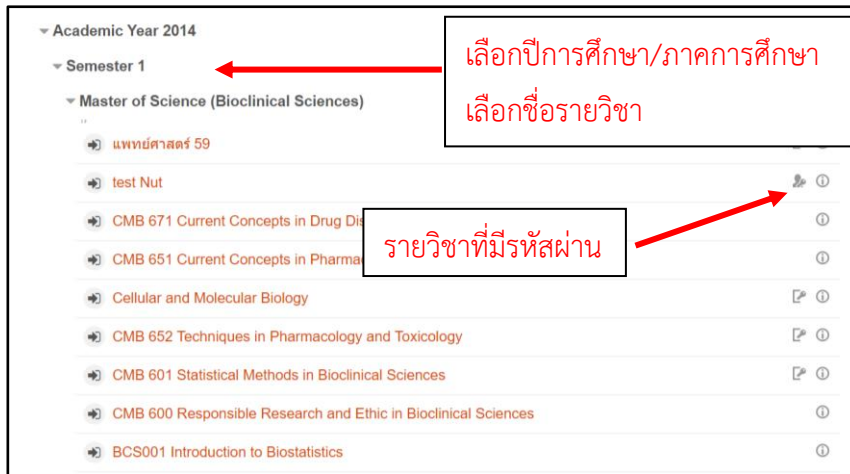 Academic Year 2014
Semester 1
เลือกปีการศึกษา/ภาคการศึกษา
เลือกชื่อรายวิชา
Master of Science (Bioclinical Sciences)
แพทย์ศาสตร์ 59
test Nut
CMB 671 Current Concepts in Drug
รายวิชาที่มีรหัสผ่าน
CMB 651 Current Concepts in
Cellular and Molecular Biology
CMB 652 Techniques in Pharmacology and Toxicology
CMB 601 Statistical Methods in Bioclinical Sciences
CMB 600 Responsible Research and Ethic in Bioclinical Sciences
BCS001 Introduction to Biostatistics